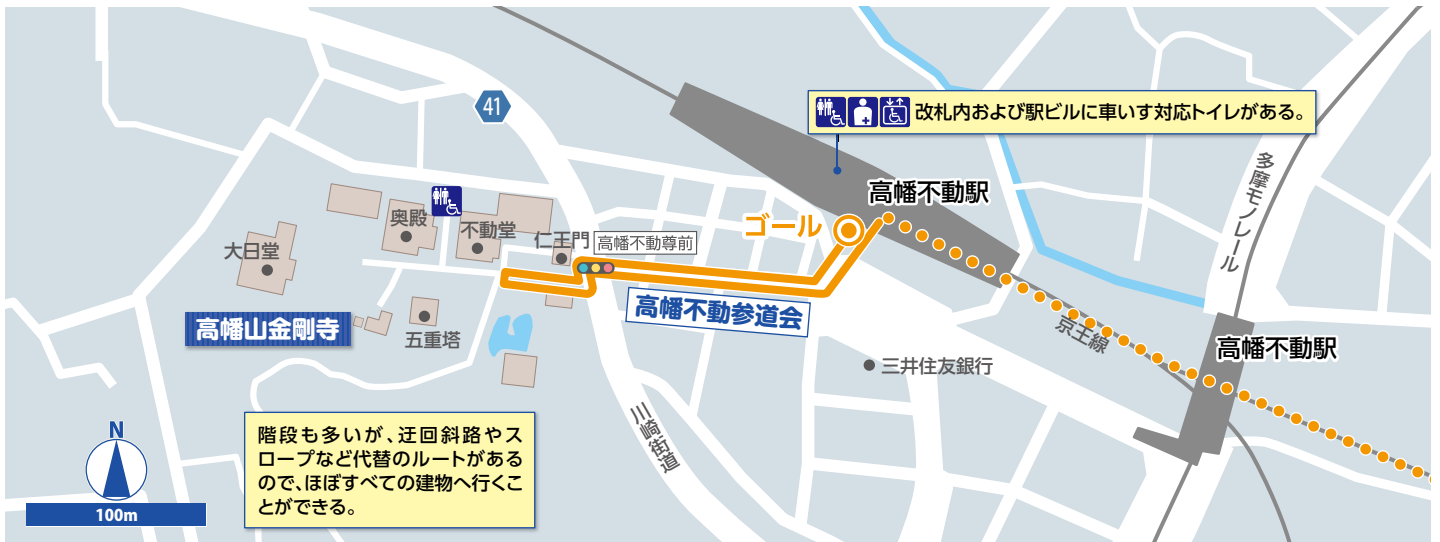 41
改札内および駅ビルに車いす対応トイレがある。
多摩モノレール
高幡不動駅
奥殿
不動堂
仁王門
高幡不動尊前
ゴール
大日堂
高幡不動参道会
高幡山金剛寺
五重塔
京王線
高幡不動駅
三井住友銀行
川崎街道
階段も多いが、迂回斜路やス
ロープなど代替のルートがある
ので、ほぼすべての建物へ行くこ
とができる。
N
100m